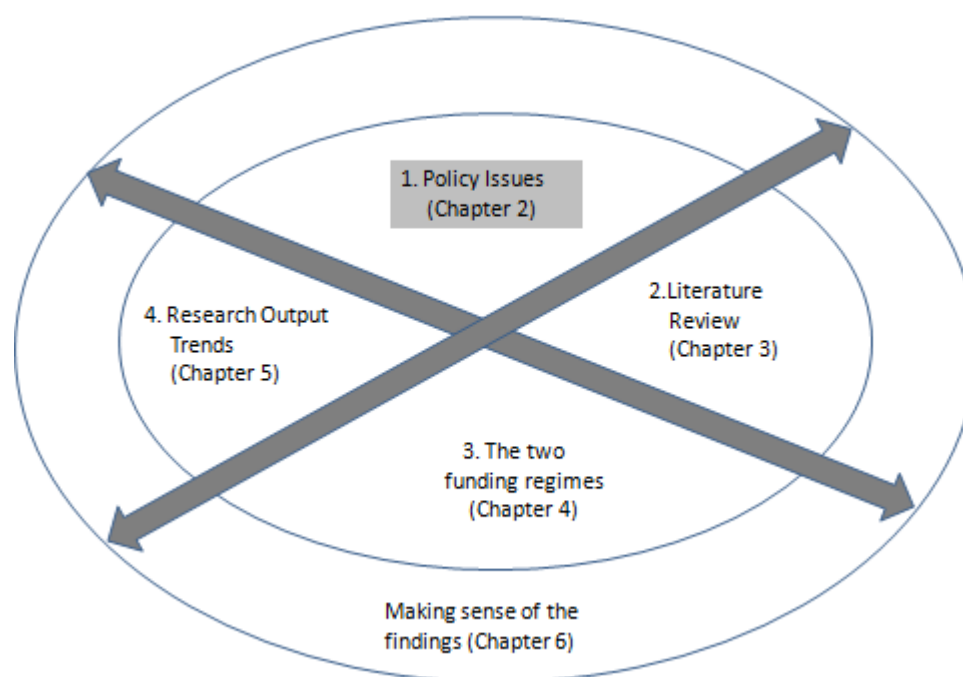 1. Policy Issues
(Chapter 2)
2.Literature
Review
(Chapter 3)
3. The two
funding regimes
(Chapter 4)
4. Research Output
Trends
(Chapter 5)
Making sense of the
findings (Chapter 6)